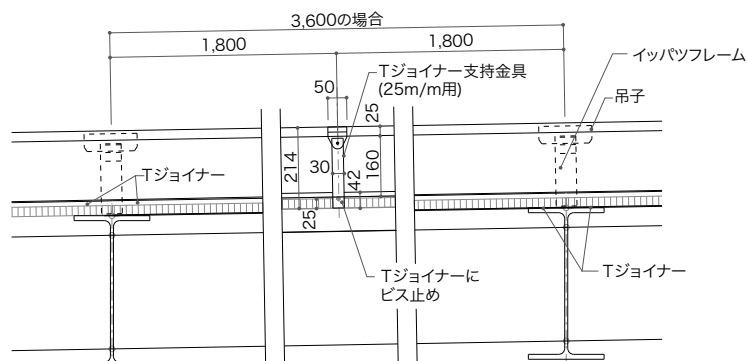 3,600の場合
1,800
1,800
イッパツフレーム
Tジョイナー支持金具
(25m/m用)
50
吊子
25
214
30
160
42
Tジョイナー
25
Tジョイナーに
ビス止め
Tジョイナー